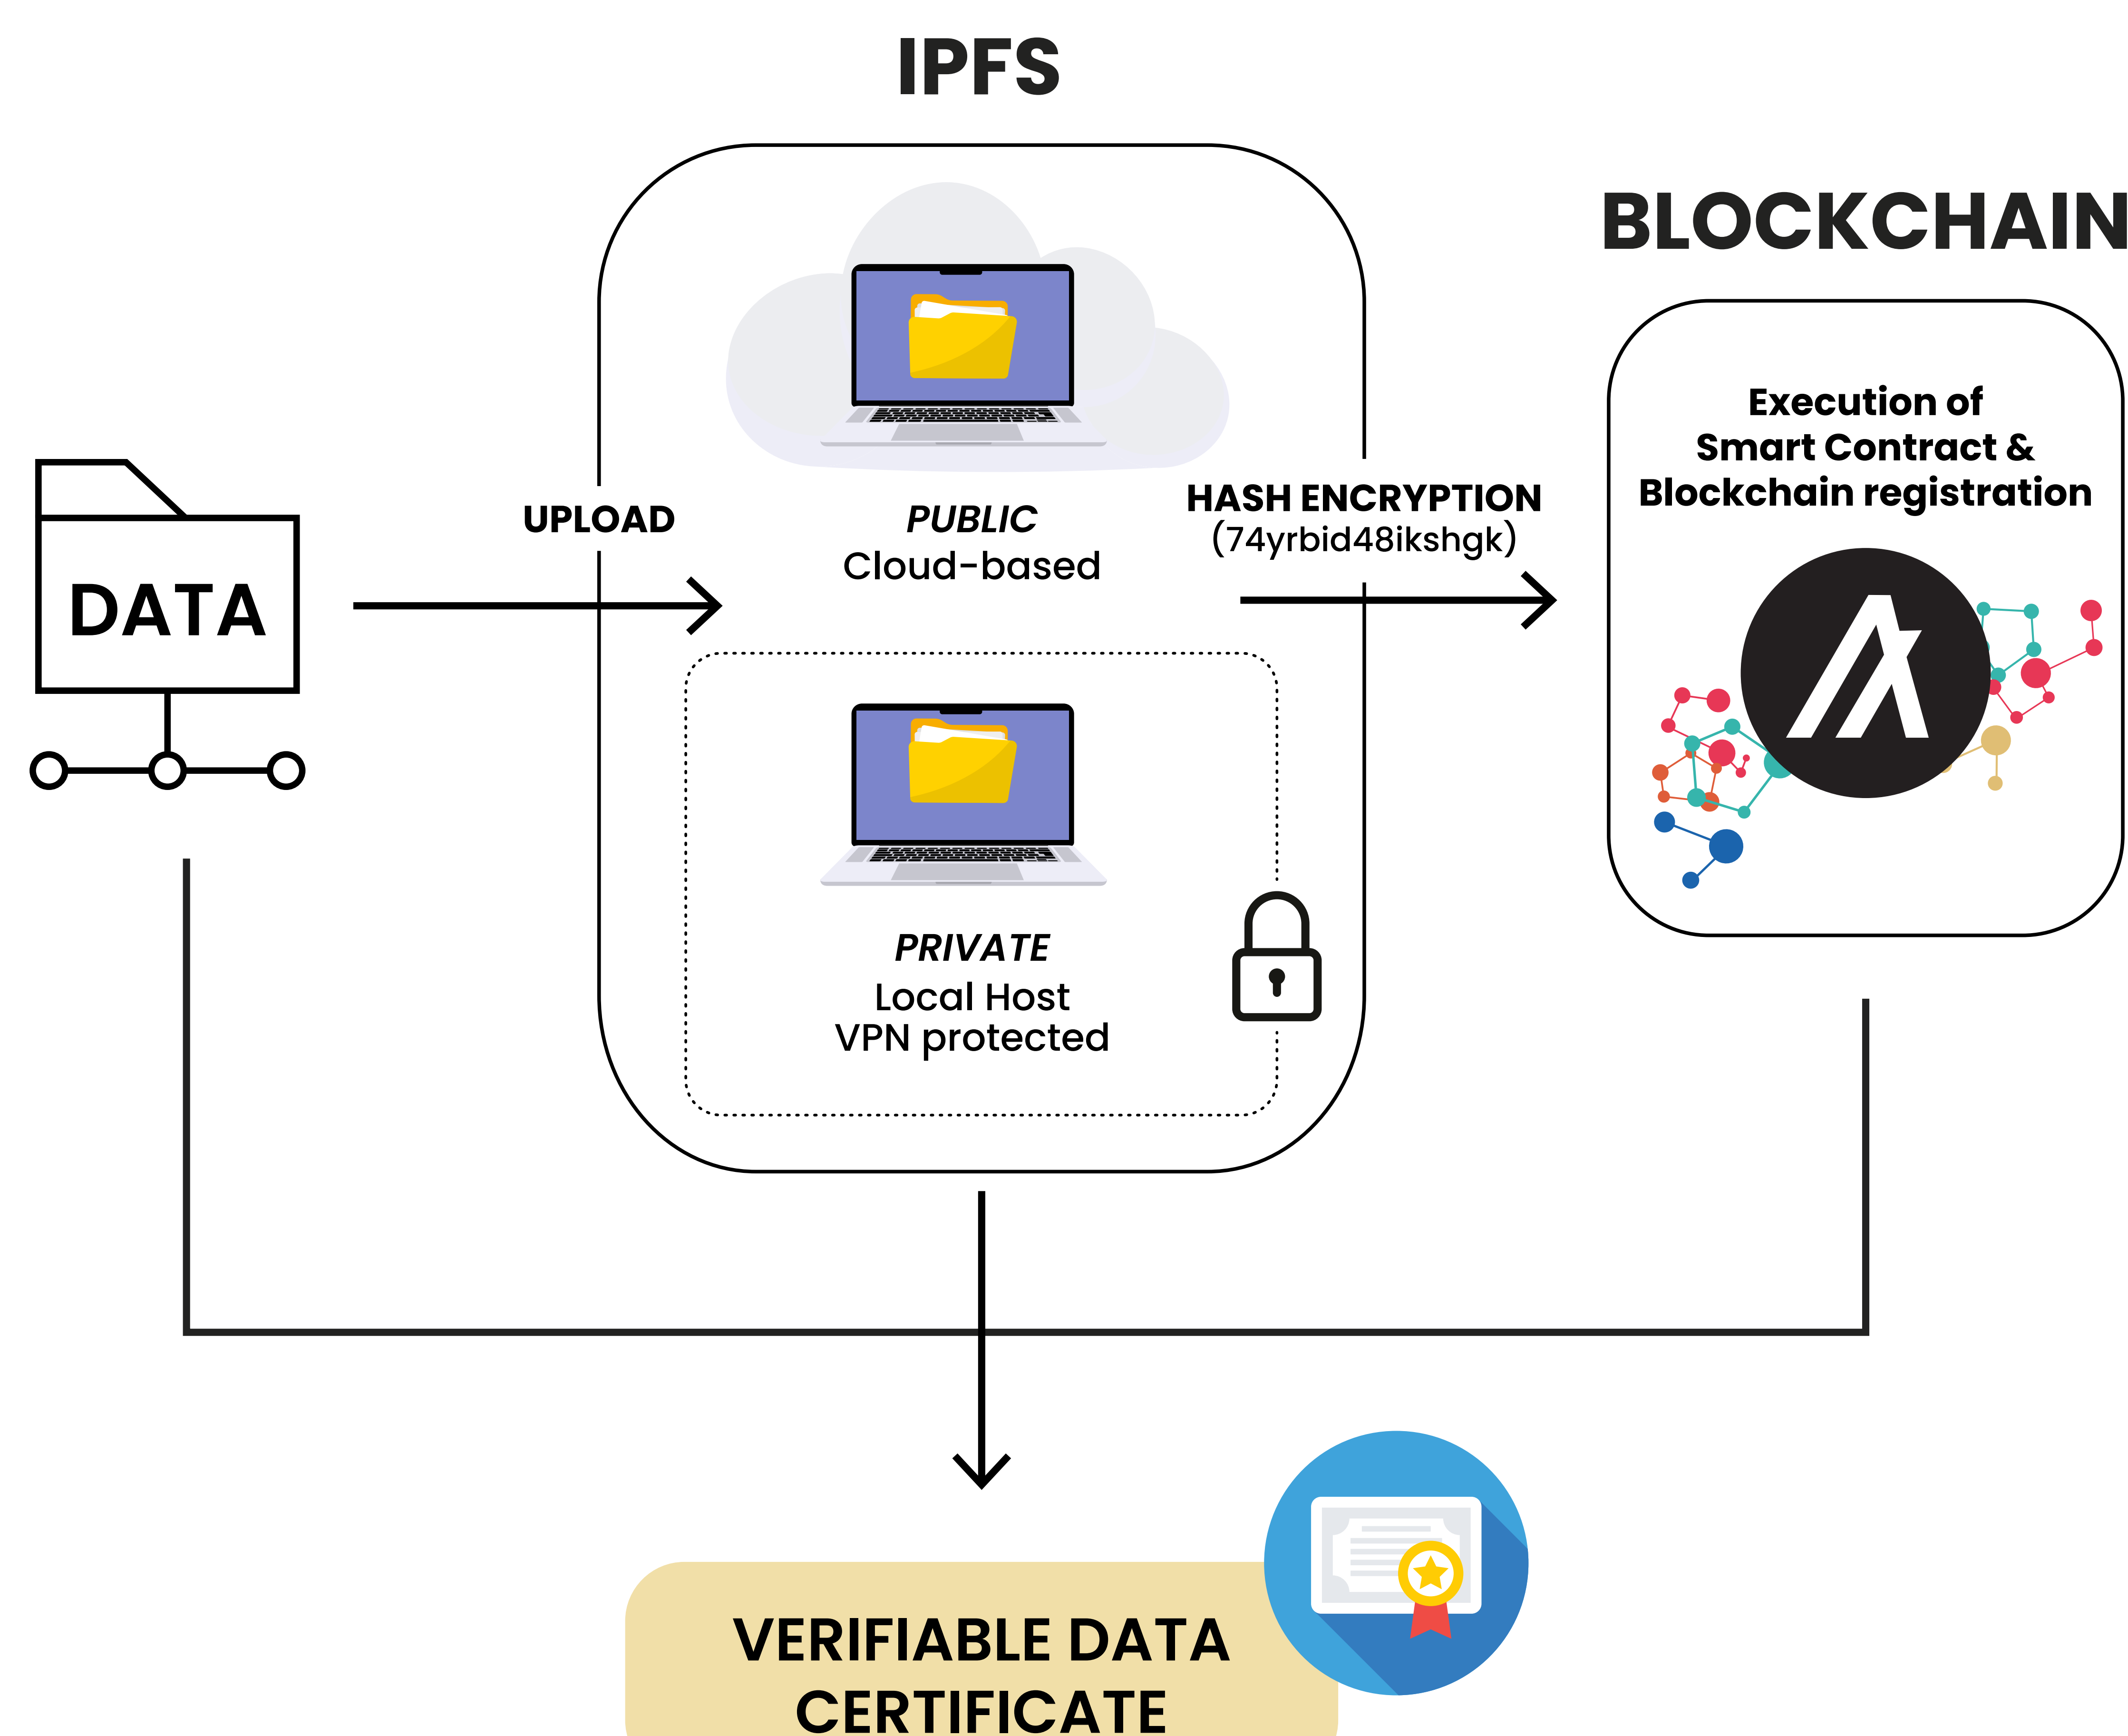 IPFS
BLOCKCHAIN
DATA
UPLOAD
PUBLIC
Cloud-based
HASH ENCRYPTION
(74yrbid48ikshgk)
Execution of
Smart Contract &
Blockchain registration
PRIVATE
Local Host
VPN protected
VERIFIABLE DATA
CERTIFICATE